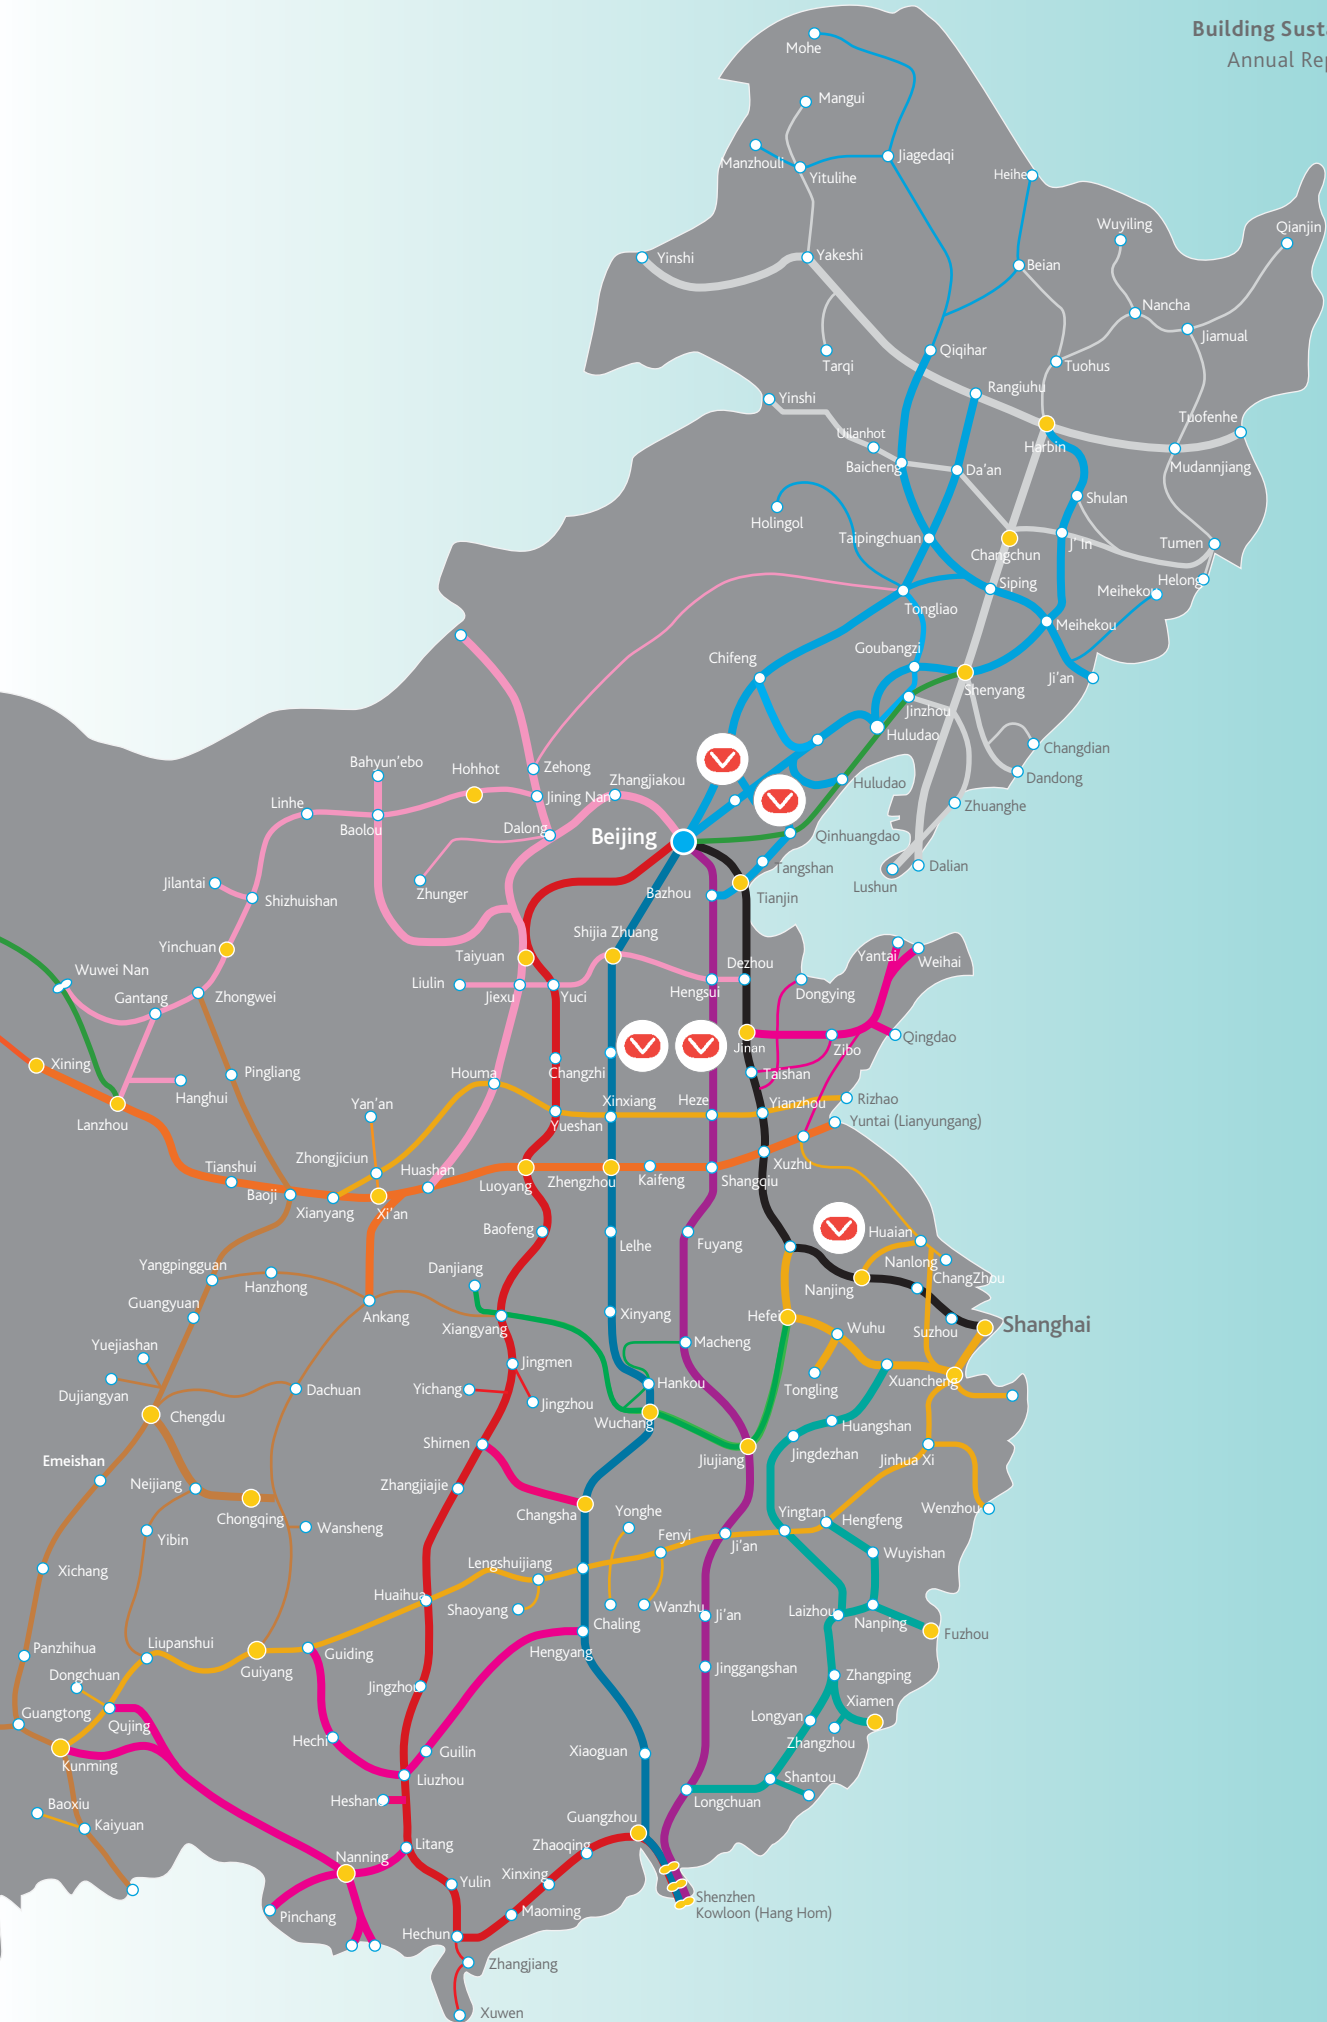 Building Sust
Annual Rep
Mohe
Mangui
Manzhouli
Yitulihe
Jiagedaqi
Heihe
Wuyiling
Qianjin
Yinshi
Yakeshi
Beian
Nancha
Jiamual
Tarqi
Qiqihar
Tuohus
Rangiuhu
Yinshi
Tuofenhe
Uilanhot
Harbin
Baicheng
Da'an
Mudannjiang
Shulan
Holingol
Taipingchuan
Changchun
J' In
Tumen
Siping
Meihekou
Helong
Tongliao
Meihekou
Goubangzi
Chifeng
Ji'an
Shenyang
Jinzhou
Huludao
Changdian
Bahyun'ebo
Hohhot
Zehong
Zhangjiakou
Huludao
Dandong
Linhe
Jining Nan
Zhuanghe
Baolou
Dalong
Beijing
Qinhuangdao
Jilantai
Zhunger
Tangshan
Dalian
Lushun
Shizhuishan
Bazhou
Tianjin
Yinchuan
Shijia Zhuang
Taiyuan
Yantai
Weihai
Wuwei Nan
Dezhou
Liulin
Jiexu
Yuci
Hengsui
Dongying
Gantang
Zhongwei
Qingdao
Jinan
Zibo
Xining
Pingliang
Houma
Changzhi
Taishan
Hanghui
Yan'an
Xinxiang
Heze
Yianzhou
Rizhao
Lanzhou
Yueshan
Yuntai (Lianyungang)
Zhongjiciun
Tianshui
Huashan
Xuzhu
Baoji
Luoyang
Zhengzhou
Kaifeng
Shangqiu
Xianyang
Xi'an
Baofeng
Lelhe
Fuyang
Huaian
Yangpingguan
Danjiang
Nanlong
Hanzhong
Nanjing
ChangZhou
Guangyuan
Ankang
Xiangyang
Xinyang
Hefei
Suzhou
Shanghai
Yuejiashan
Macheng
Wuhu
Jingmen
Dujiangyan
Dachuan
Yichang
Hankou
Xuancheng
Tongling
Chengdu
Jingzhou
Wuchang
Huangshan
Shirnen
Jiujiang
Jingdezhan
Jinhua Xi
Emeishan
Neijiang
Zhangjiajie
Chongqing
Changsha
Yonghe
Yingtan
Wenzhou
Yibin
Wansheng
Fenyi
Ji'an
Hengfeng
Xichang
Lengshuijiang
Wuyishan
Huaihua
Shaoyang
Wanzhu
Ji'an
Laizhou
Chaling
Nanping
Fuzhou
Panzhihua
Liupanshui
Guiding
Hengyang
Dongchuan
Guiyang
Jingzhou
Jinggangshan
Zhangping
Guangtong
Qujing
Xiamen
Longyan
Hechi
Guilin
Xiaoguan
Zhangzhou
Kunming
Liuzhou
Shantou
Baoxiu
Heshano
Longchuan
Kaiyuan
Guangzhou
Litang
Zhaoqing
Nanning
Xinxing
Yulin
Shenzhen
Pinchang
Maoming
Kowloon (Hang Hom)
Hechun
Zhangjiang
Xuwen